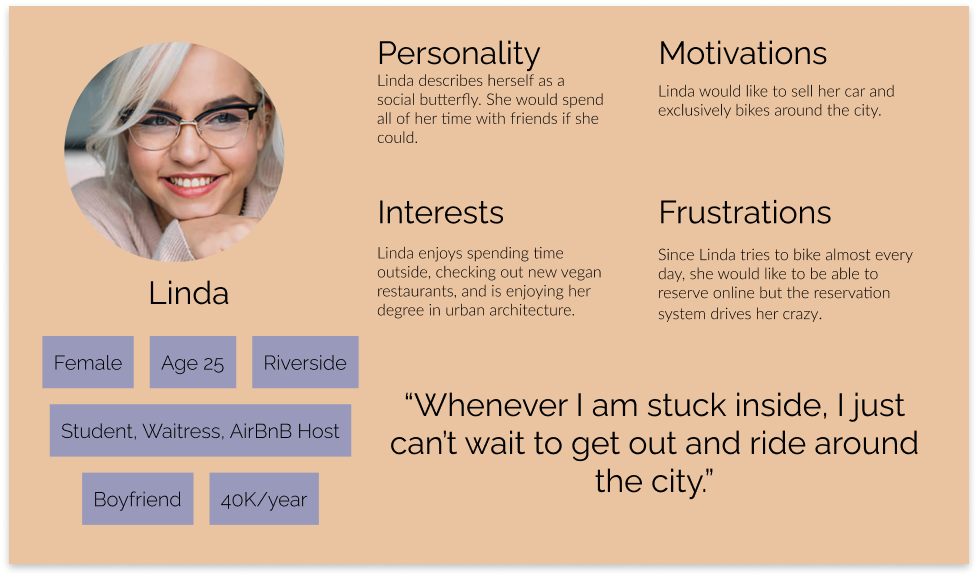 Linda
Female
Age 25
Riverside
Student, Waitress, AirBnB Host
Boyfriend
40K/year
Personality
Linda describes herself as a
social butterfly. She would spend
all of her time with friends if she
could.
Motivations
Linda would like to sell her car and
exclusively bikes around the city.
Interests
Linda enjoys spending time
outside, checking out new vegan
restaurants, and is enjoying her
degree in urban architecture.
Frustrations
Since Linda tries to bike almost every
day, she would like to be able to
reserve online but the reservation
system drives her crazy.
“Whenever I am stuck inside, I just
can’t wait to get out and ride around
the city.”